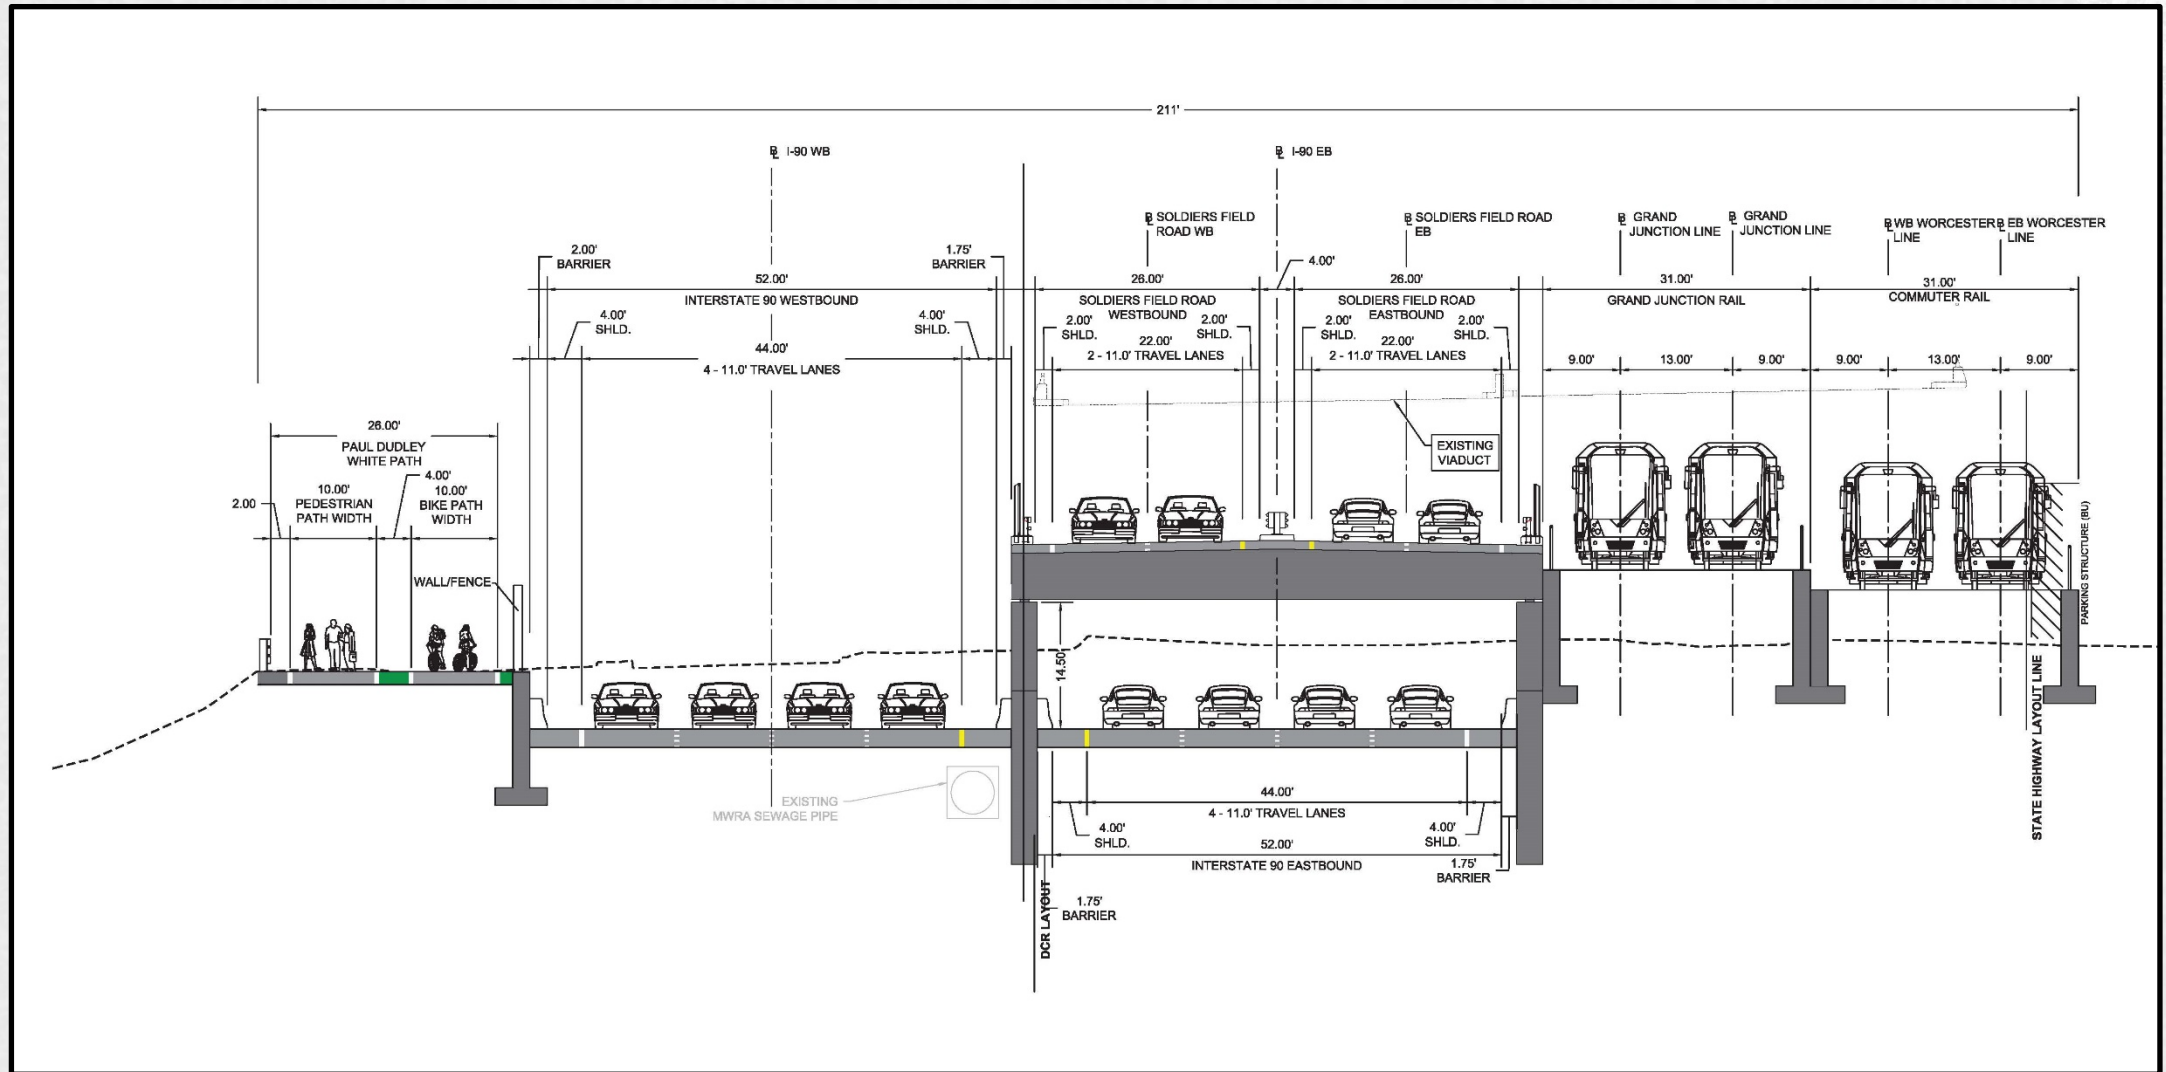 211'
℄ I-90 WB
℄ I-90 EB
℄ SOLDIERS FIELD
ROAD WB
℄ SOLDIERS FIELD ROAD
EB
℄ GRAND
JUNCTION LINE
℄ GRAND
JUNCTION LINE
℄ WB WORCESTER
LINE
℄ EB WORCESTER
LINE
2.00'
BARRIER
1.75'
BARRIER
52.00'
INTERSTATE 90 WESTBOUND
4.00'
SHLD.
4.00'
SHLD.
44.00'
4 - 11.0' TRAVEL LANES
26.00'
SOLDIERS FIELD ROAD
WESTBOUND
4.00'
26.00'
SOLDIERS FIELD ROAD
EASTBOUND
2.00'
SHLD.
2.00'
SHLD.
22.00'
2 - 11.0' TRAVEL LANES
2.00'
SHLD.
2.00'
SHLD.
22.00'
2 - 11.0' TRAVEL LANES
31.00'
GRAND JUNCTION RAIL
31.00'
COMMUTER RAIL
9.00'
13.00'
9.00'
9.00'
13.00'
9.00'
EXISTING
VIADUCT
26.00'
PAUL DUDLEY
WHITE PATH
2.00
10.00'
PEDESTRIAN
PATH WIDTH
4.00'
10.00'
BIKE PATH
WIDTH
WALL/FENCE
14.50
PARKING STRUCTURE (BU)
STATE HIGHWAY LAYOUT LINE
EXISTING
MWRA SEWAGE PIPE
44.00'
4 - 11.0' TRAVEL LANES
4.00'
SHLD.
4.00'
SHLD.
52.00'
INTERSTATE 90 EASTBOUND
1.75'
BARRIER
1.75'
BARRIER
DCR LAYOUT